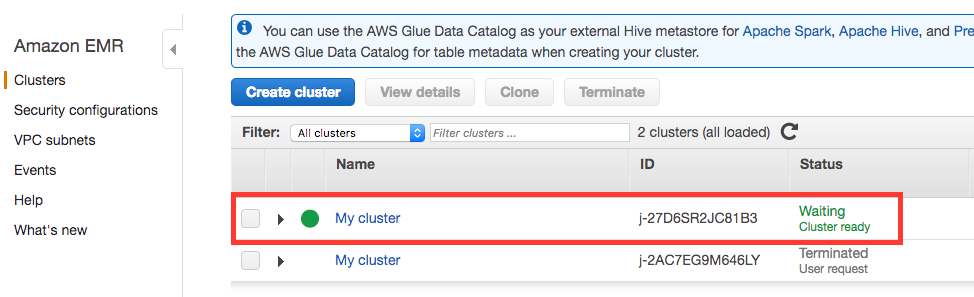 Amazon EMR
Clusters
Security configurations
VPC subnets
Events
Help
What's new
You can use the AWS Glue Data Catalog as your external Hive metastore for Apache Spark, Apache Hive, and Pre
the AWS Glue Data Catalog for table metadata when creating your cluster.
Create cluster View details Clone Terminate
Filter: All clusters Filter clusters ... 2 clusters (all loaded)
Name ID Status
My cluster j-27D6SR2JC81B3 Waiting
Cluster ready
My cluster j-2AC7EG9M646LY Terminated
User request